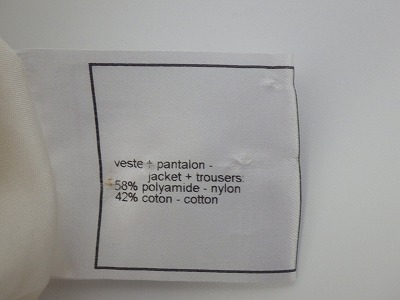 veste + pantalon -
jacket + trousers:
58% polyamide - nylon
42% coton - cotton